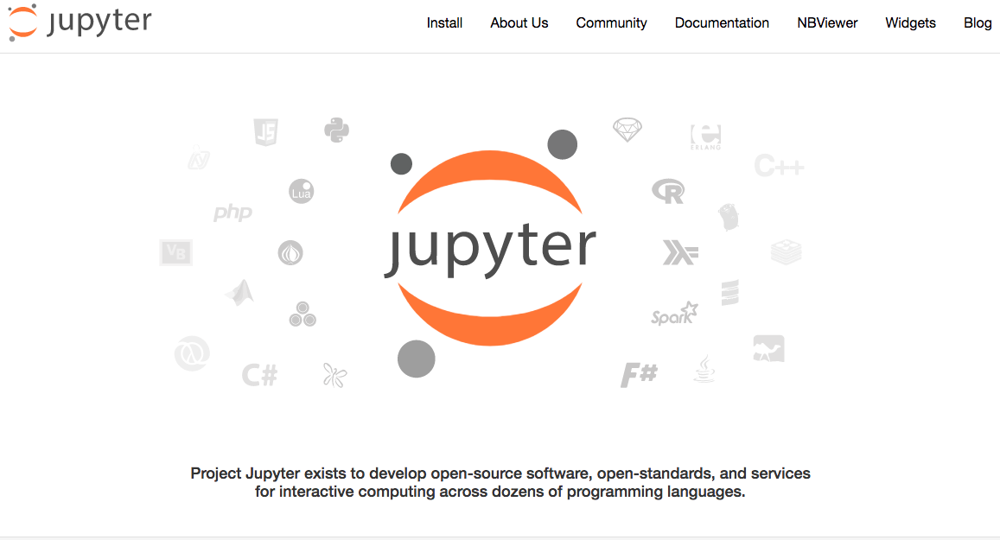 jupyter
Install About Us Community Documentation NBViewer Widgets Blog
JS
ERLANG
C++
Lua
R
php
VB
jupyter
Spark
C# F#
Project Jupyter exists to develop open-source software, open-standards, and services
for interactive computing across dozens of programming languages.